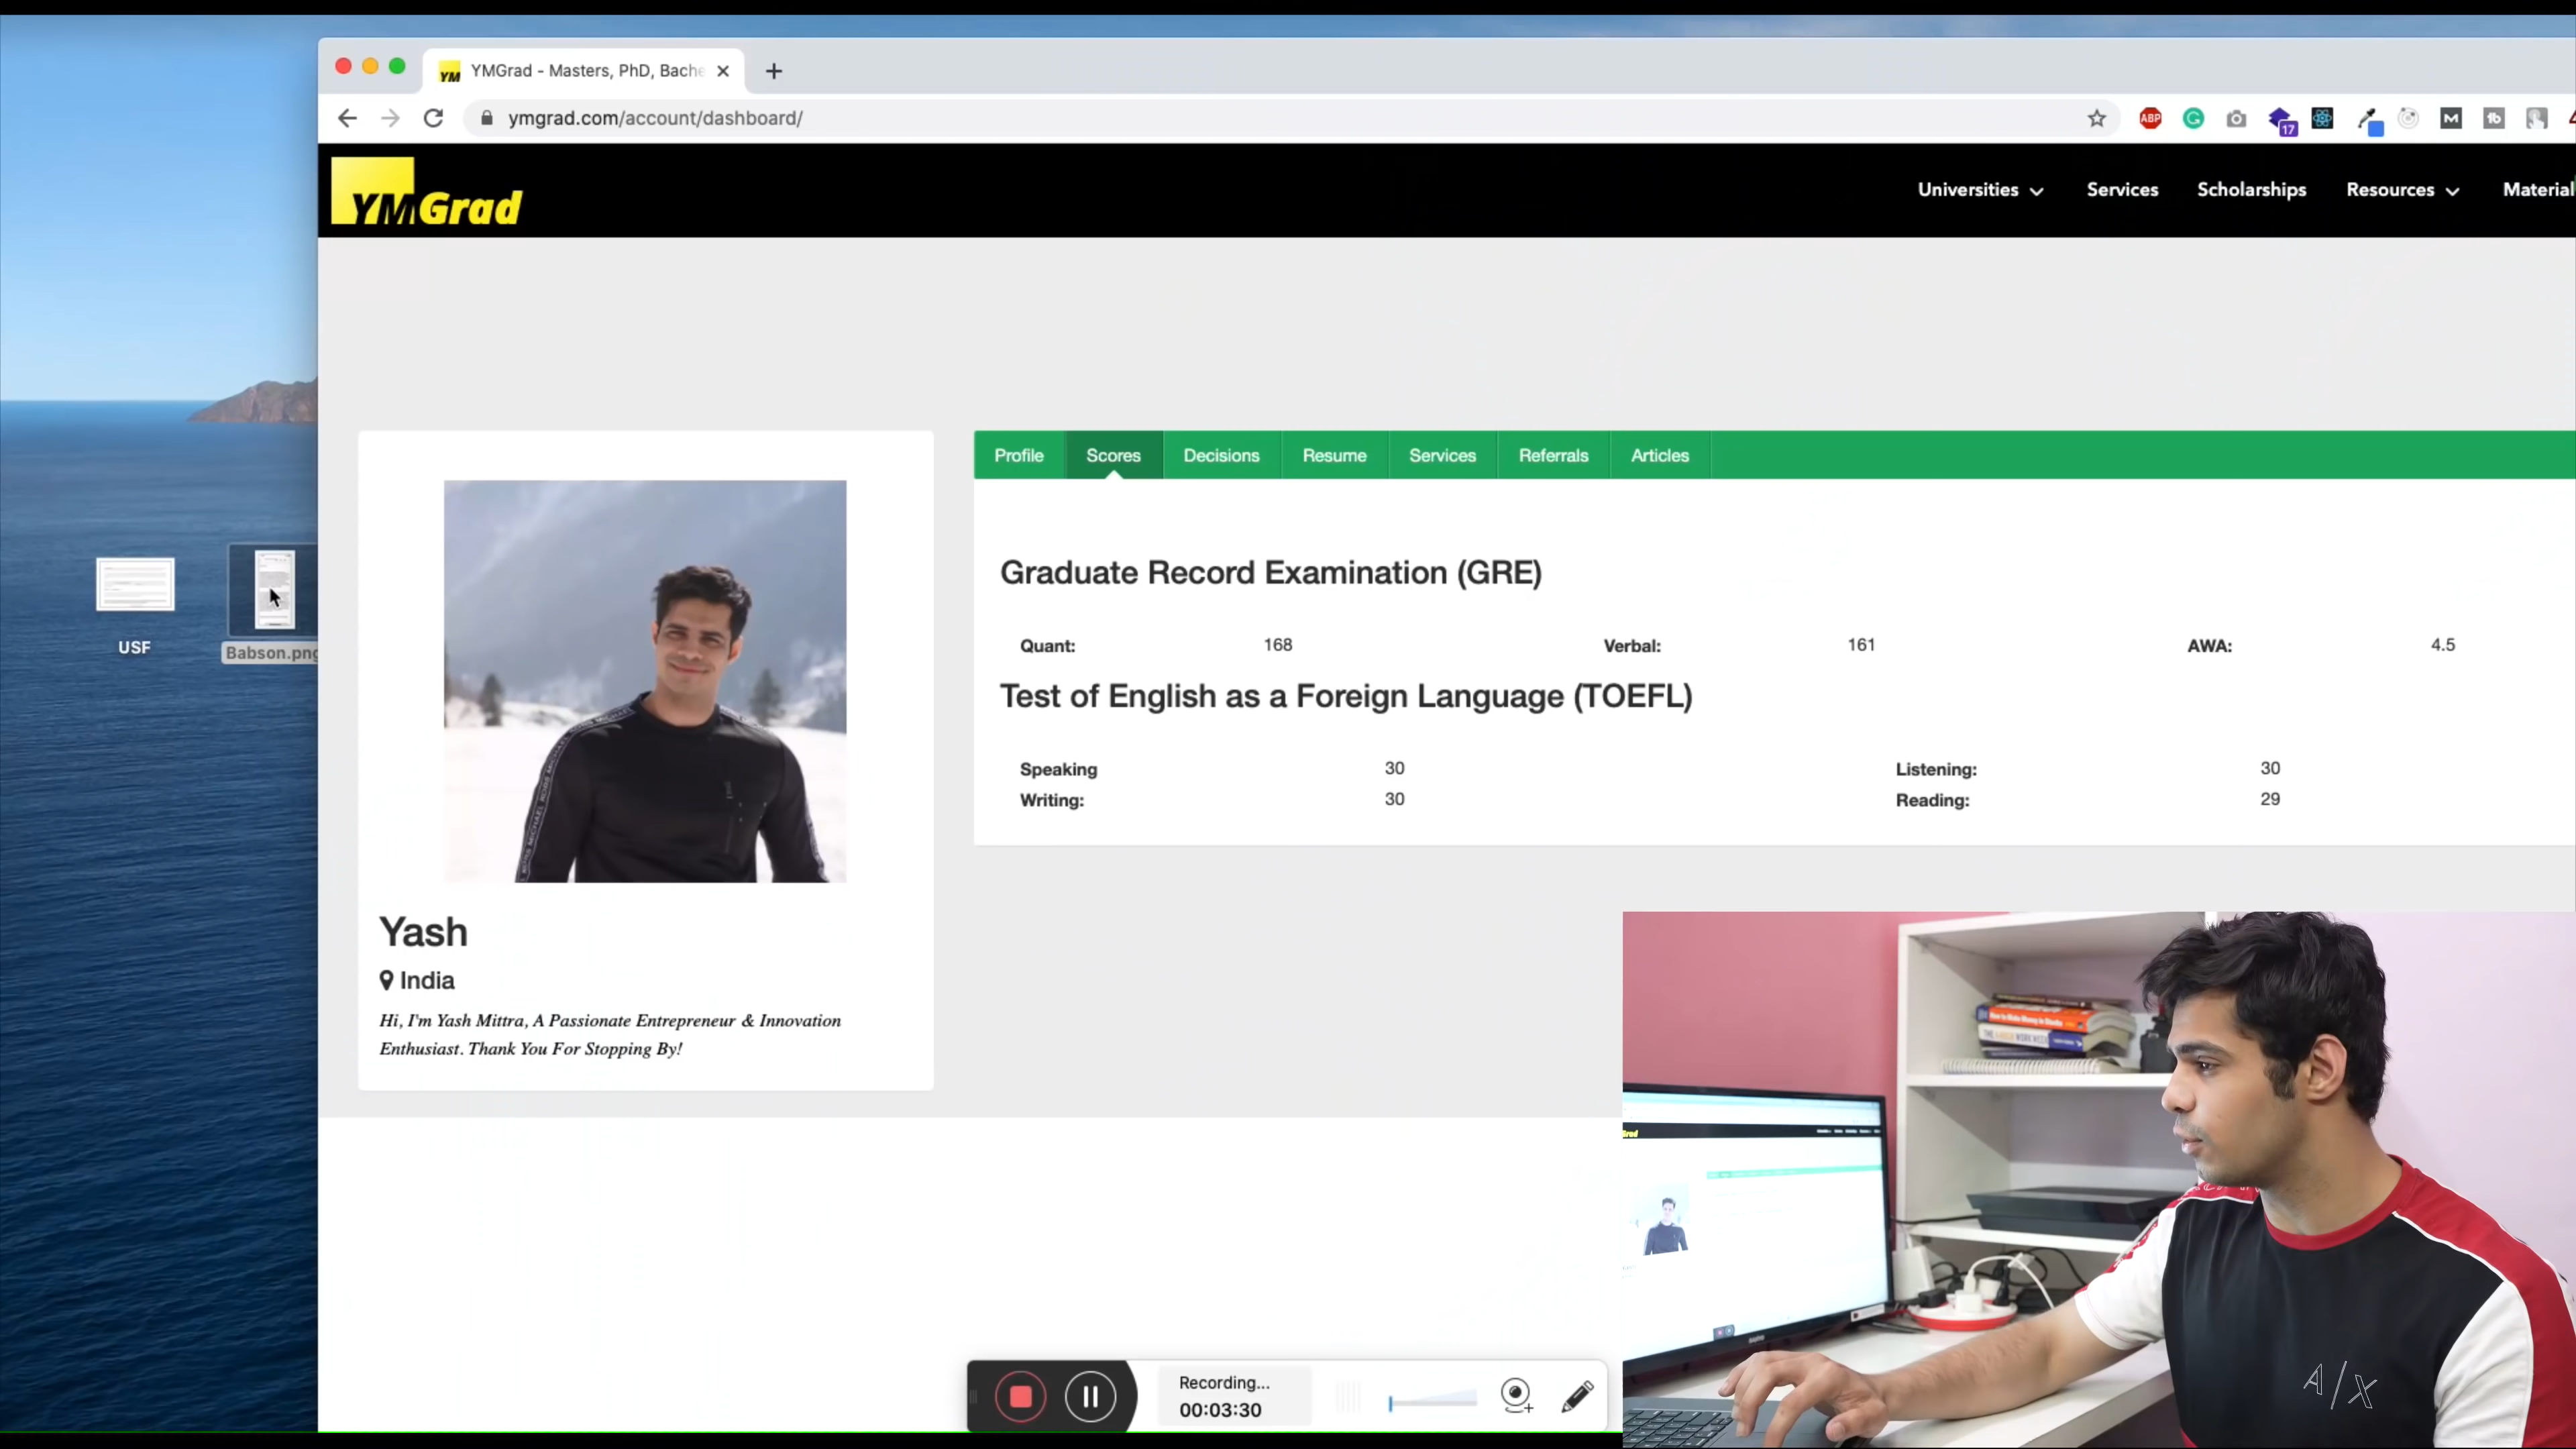 YMGrad - Masters, PhD, Bache
ymgrad.com/account/dashboard/
ABP
17
YMGrad
Universities
Services
Scholarships
Resources
Material
Profile
Scores
Decisions
Resume
Services
Referrals
Articles
Graduate Record Examination (GRE)
Quant: 168 Verbal: 161 AWA: 4.5
Test of English as a Foreign Language (TOEFL)
Speaking 30 Listening: 30
Writing: 30 Reading: 29
USF
Babson.png
Yash
India
Hi, I'm Yash Mittra, A Passionate Entrepreneur & Innovation
Enthusiast. Thank You For Stopping By!
Recording...
00:03:30
A/X